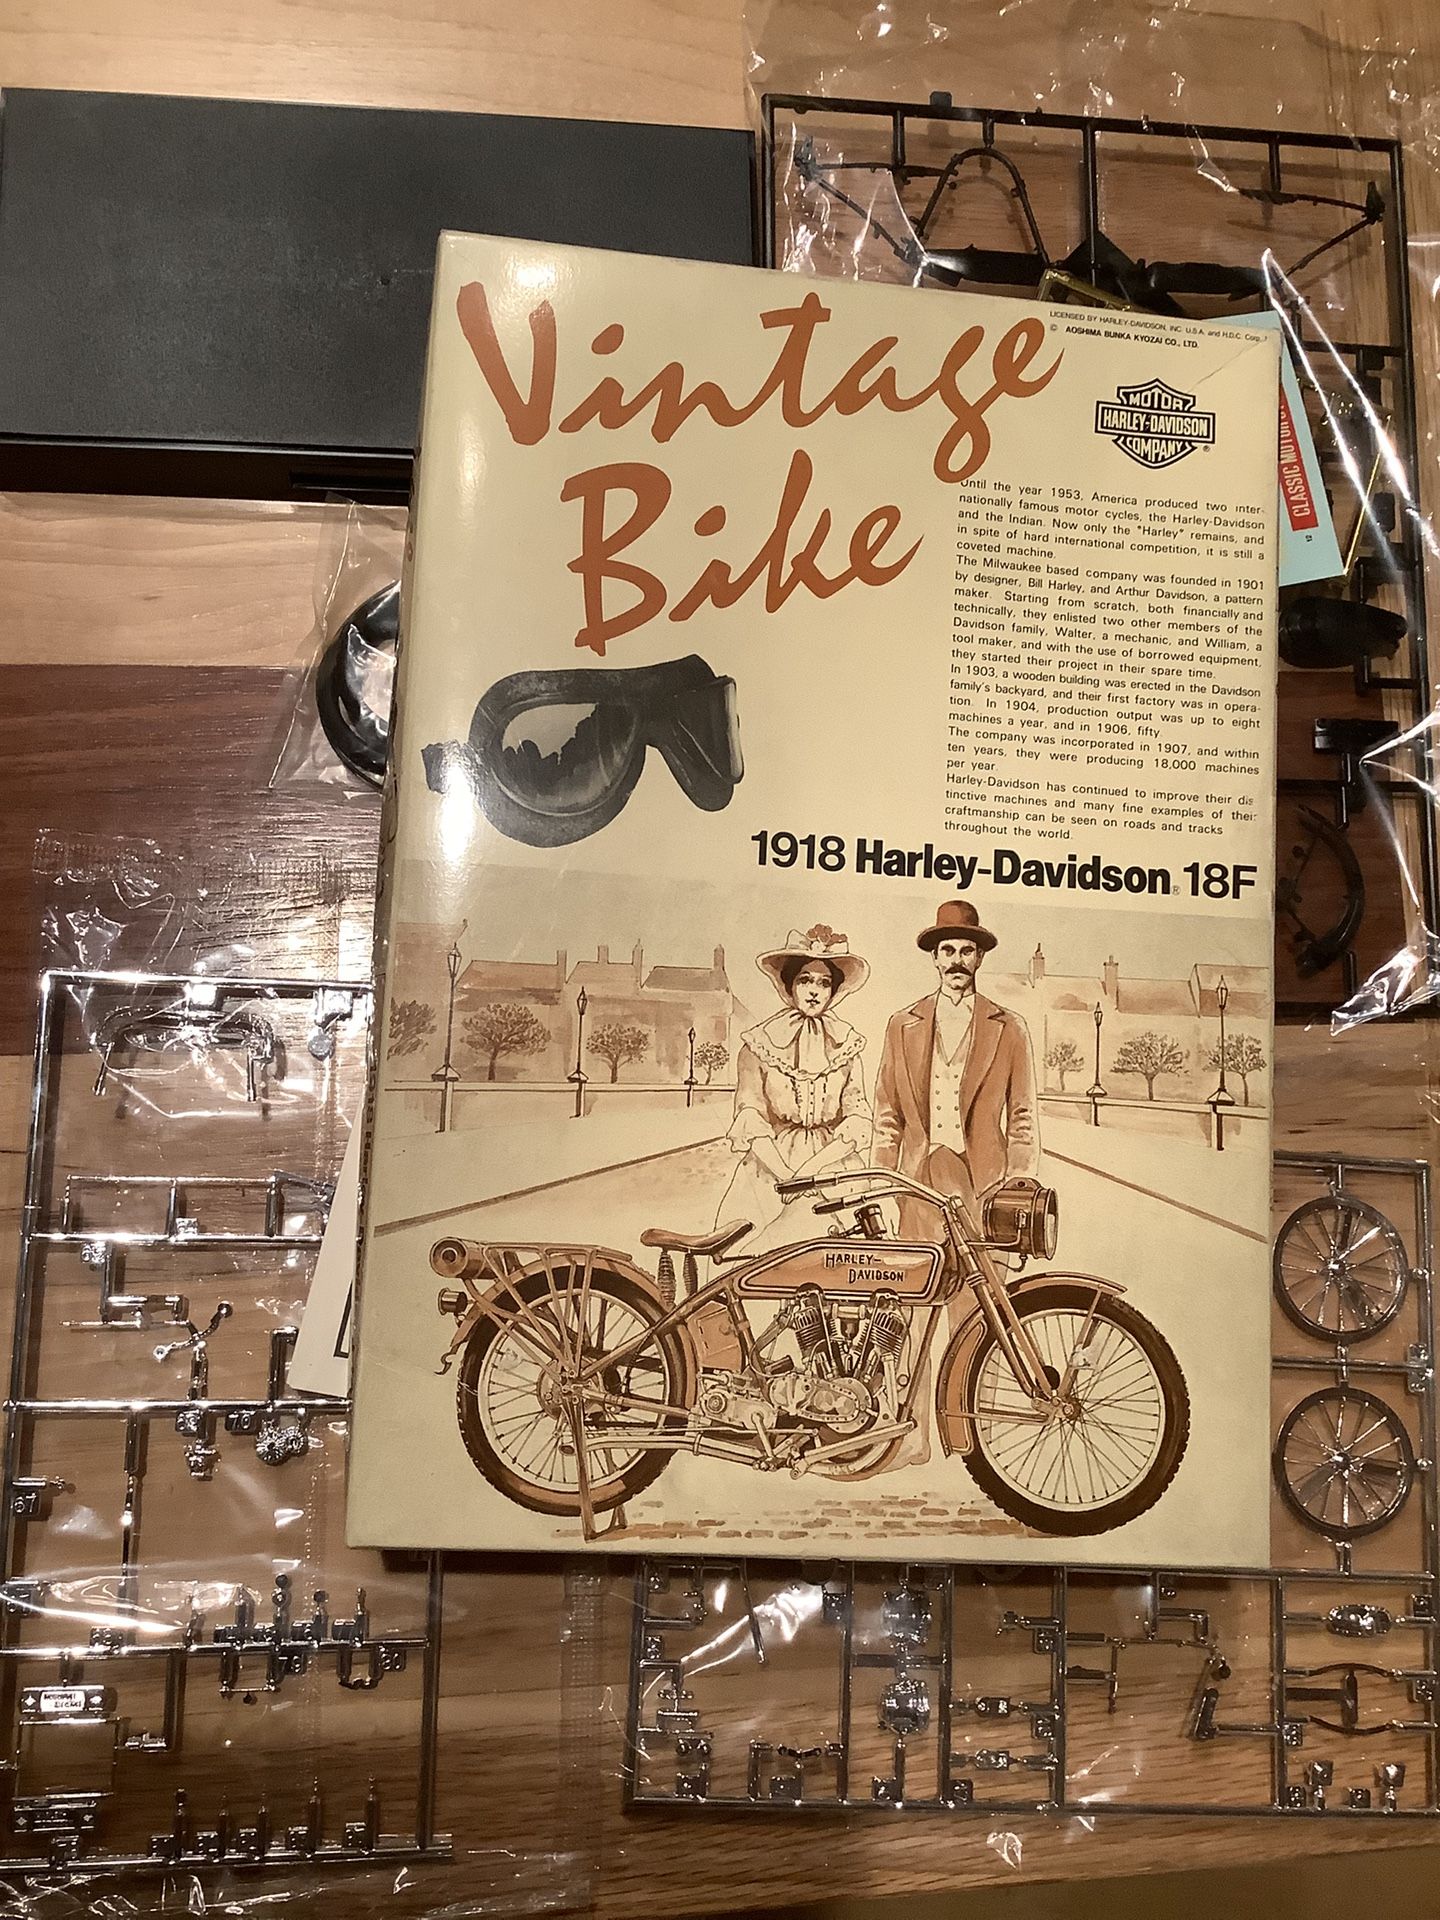 Vintage
Bike
LICENSED BY HARLEY-DAVIDSON, INC. U.S.A. and H.D.C. Corp.
© AOSHIMA BUNKA KYOZAI CO., LTD.
MOTOR
HARLEY-DAVIDSON
COMPANY
®
Until the year 1953, America produced two inter-
nationally famous motor cycles, the Harley-Davidson
and the Indian. Now only the "Harley" remains, and
in spite of hard international competition, it is still a
coveted machine.
The Milwaukee based company was founded in 1901
by designer, Bill Harley, and Arthur Davidson, a pattern
maker. Starting from scratch, both financially and
technically, they enlisted two other members of the
Davidson family, Walter, a mechanic, and William, a
tool maker, and with the use of borrowed equipment,
they started their project in their spare time.
In 1903, a wooden building was erected in the Davidson
family's backyard, and their first factory was in opera-
tion. In 1904, production output was up to eight
machines a year, and in 1906, fifty.
The company was incorporated in 1907, and within
ten years, they were producing 18,000 machines
per year.
Harley-Davidson has continued to improve their dis
tinctive machines and many fine examples of their
craftmanship can be seen on roads and tracks
throughout the world.
1918 Harley-Davidson® 18F
HARLEY-
DAVIDSON
CLASSIC MOTOR
67
70
79
80